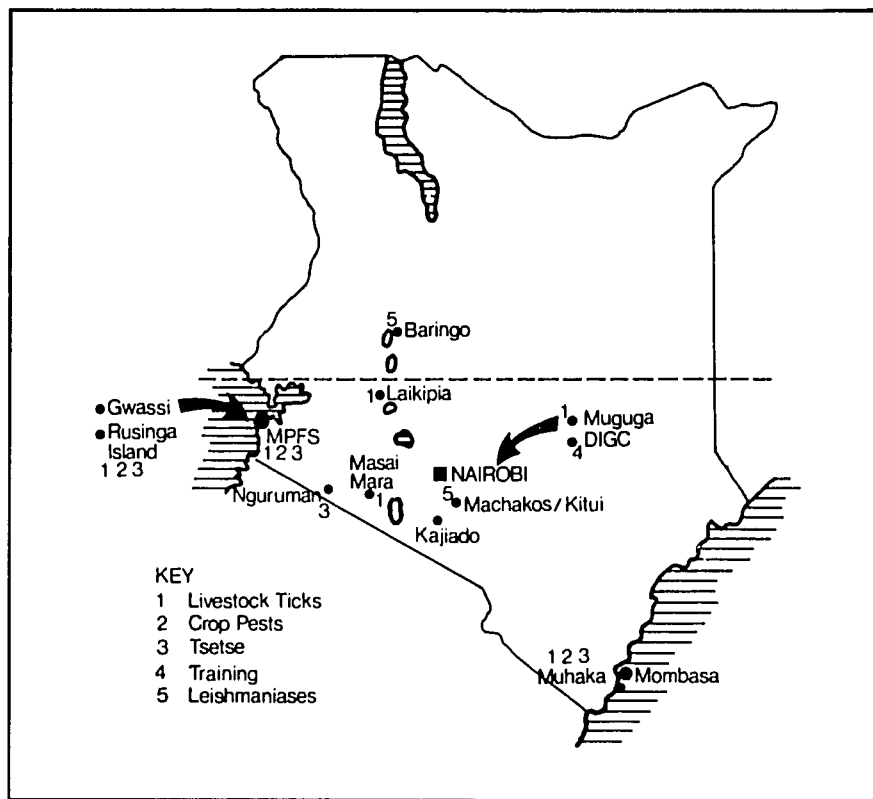 5
Baringo
1 Laikipia
Gwassi
Rusinga
Island
1 2 3
MPFS
1 2 3
1 Muguga
4 DIGC
Masai
Mara
1
NAIROBI
Nguruman
3
5 Machakos / Kitui
Kajiado
KEY
1 Livestock Ticks
2 Crop Pests
3 Tsetse
4 Training
5 Leishmaniases
1 2 3
Muhaka
Mombasa